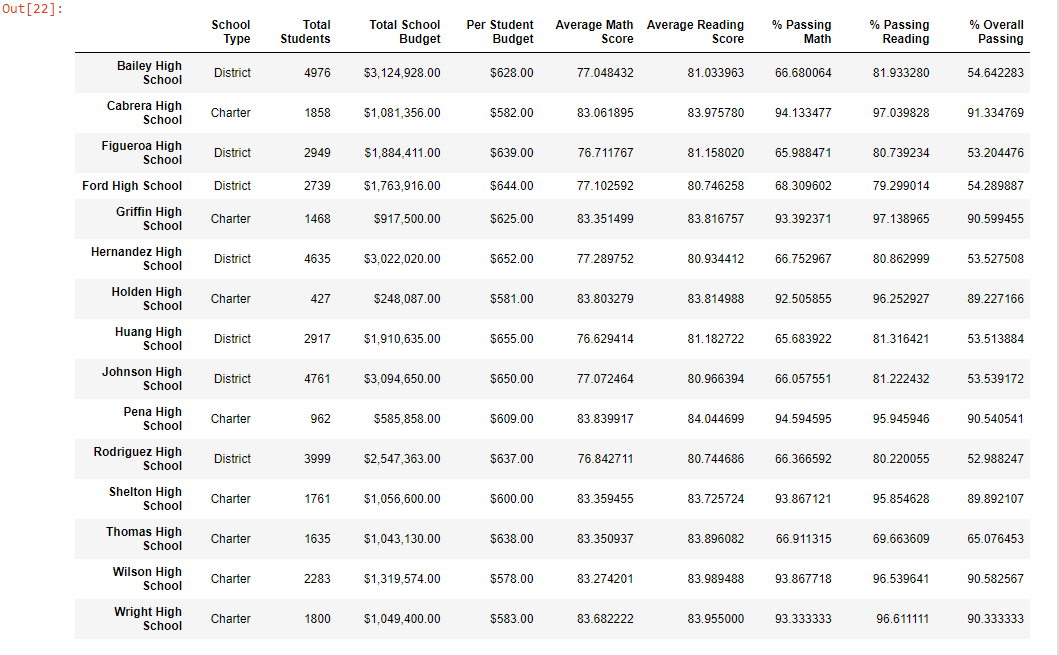 Out[22]:
School Type Total Students Total School Budget Per Student Budget Average Math Score Average Reading Score % Passing Math % Passing Reading % Overall Passing
Bailey High School District 4976 $3,124,928.00 $628.00 77.048432 81.033963 66.680064 81.933280 54.642283
Cabrera High School Charter 1858 $1,081,356.00 $582.00 83.061895 83.975780 94.133477 97.039828 91.334769
Figueroa High School District 2949 $1,884,411.00 $639.00 76.711767 81.158020 65.988471 80.739234 53.204476
Ford High School District 2739 $1,763,916.00 $644.00 77.102592 80.746258 68.309602 79.299014 54.289887
Griffin High School Charter 1468 $917,500.00 $625.00 83.351499 83.816757 93.392371 97.138965 90.599455
Hernandez High School District 4635 $3,022,020.00 $652.00 77.289752 80.934412 66.752967 80.862999 53.527508
Holden High School Charter 427 $248,087.00 $581.00 83.803279 83.814988 92.505855 96.252927 89.227166
Huang High School District 2917 $1,910,635.00 $655.00 76.629414 81.182722 65.683922 81.316421 53.513884
Johnson High School District 4761 $3,094,650.00 $650.00 77.072464 80.966394 66.057551 81.222432 53.539172
Pena High School Charter 962 $585,858.00 $609.00 83.839917 84.044699 94.594595 95.945946 90.540541
Rodriguez High School District 3999 $2,547,363.00 $637.00 76.842711 80.744686 66.366592 80.220055 52.988247
Shelton High School Charter 1761 $1,056,600.00 $600.00 83.359455 83.725724 93.867121 95.854628 89.892107
Thomas High School Charter 1635 $1,043,130.00 $638.00 83.350937 83.896082 66.911315 69.663609 65.076453
Wilson High School Charter 2283 $1,319,574.00 $578.00 83.274201 83.989488 93.867718 96.539641 90.582567
Wright High School Charter 1800 $1,049,400.00 $583.00 83.682222 83.955000 93.333333 96.611111 90.333333